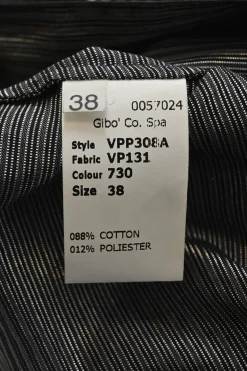 38
0057024
Gibo' Co. Spa
Style VPP308A
Fabric VP131
Colour 730
Size 38
088% COTTON
012% POLIESTER